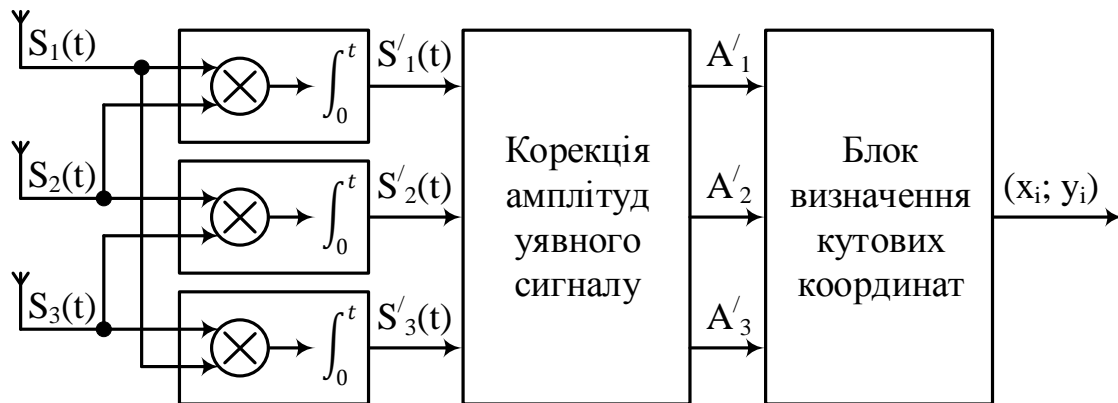 S₁(t)
∫₀ᵗ
S′₁(t)
A′₁
S₂(t)
∫₀ᵗ
S′₂(t)
Корекція
амплітуд
уявного
сигналу
A′₂
Блок
визначення
кутових
координат
(xᵢ; yᵢ)
S₃(t)
∫₀ᵗ
S′₃(t)
A′₃